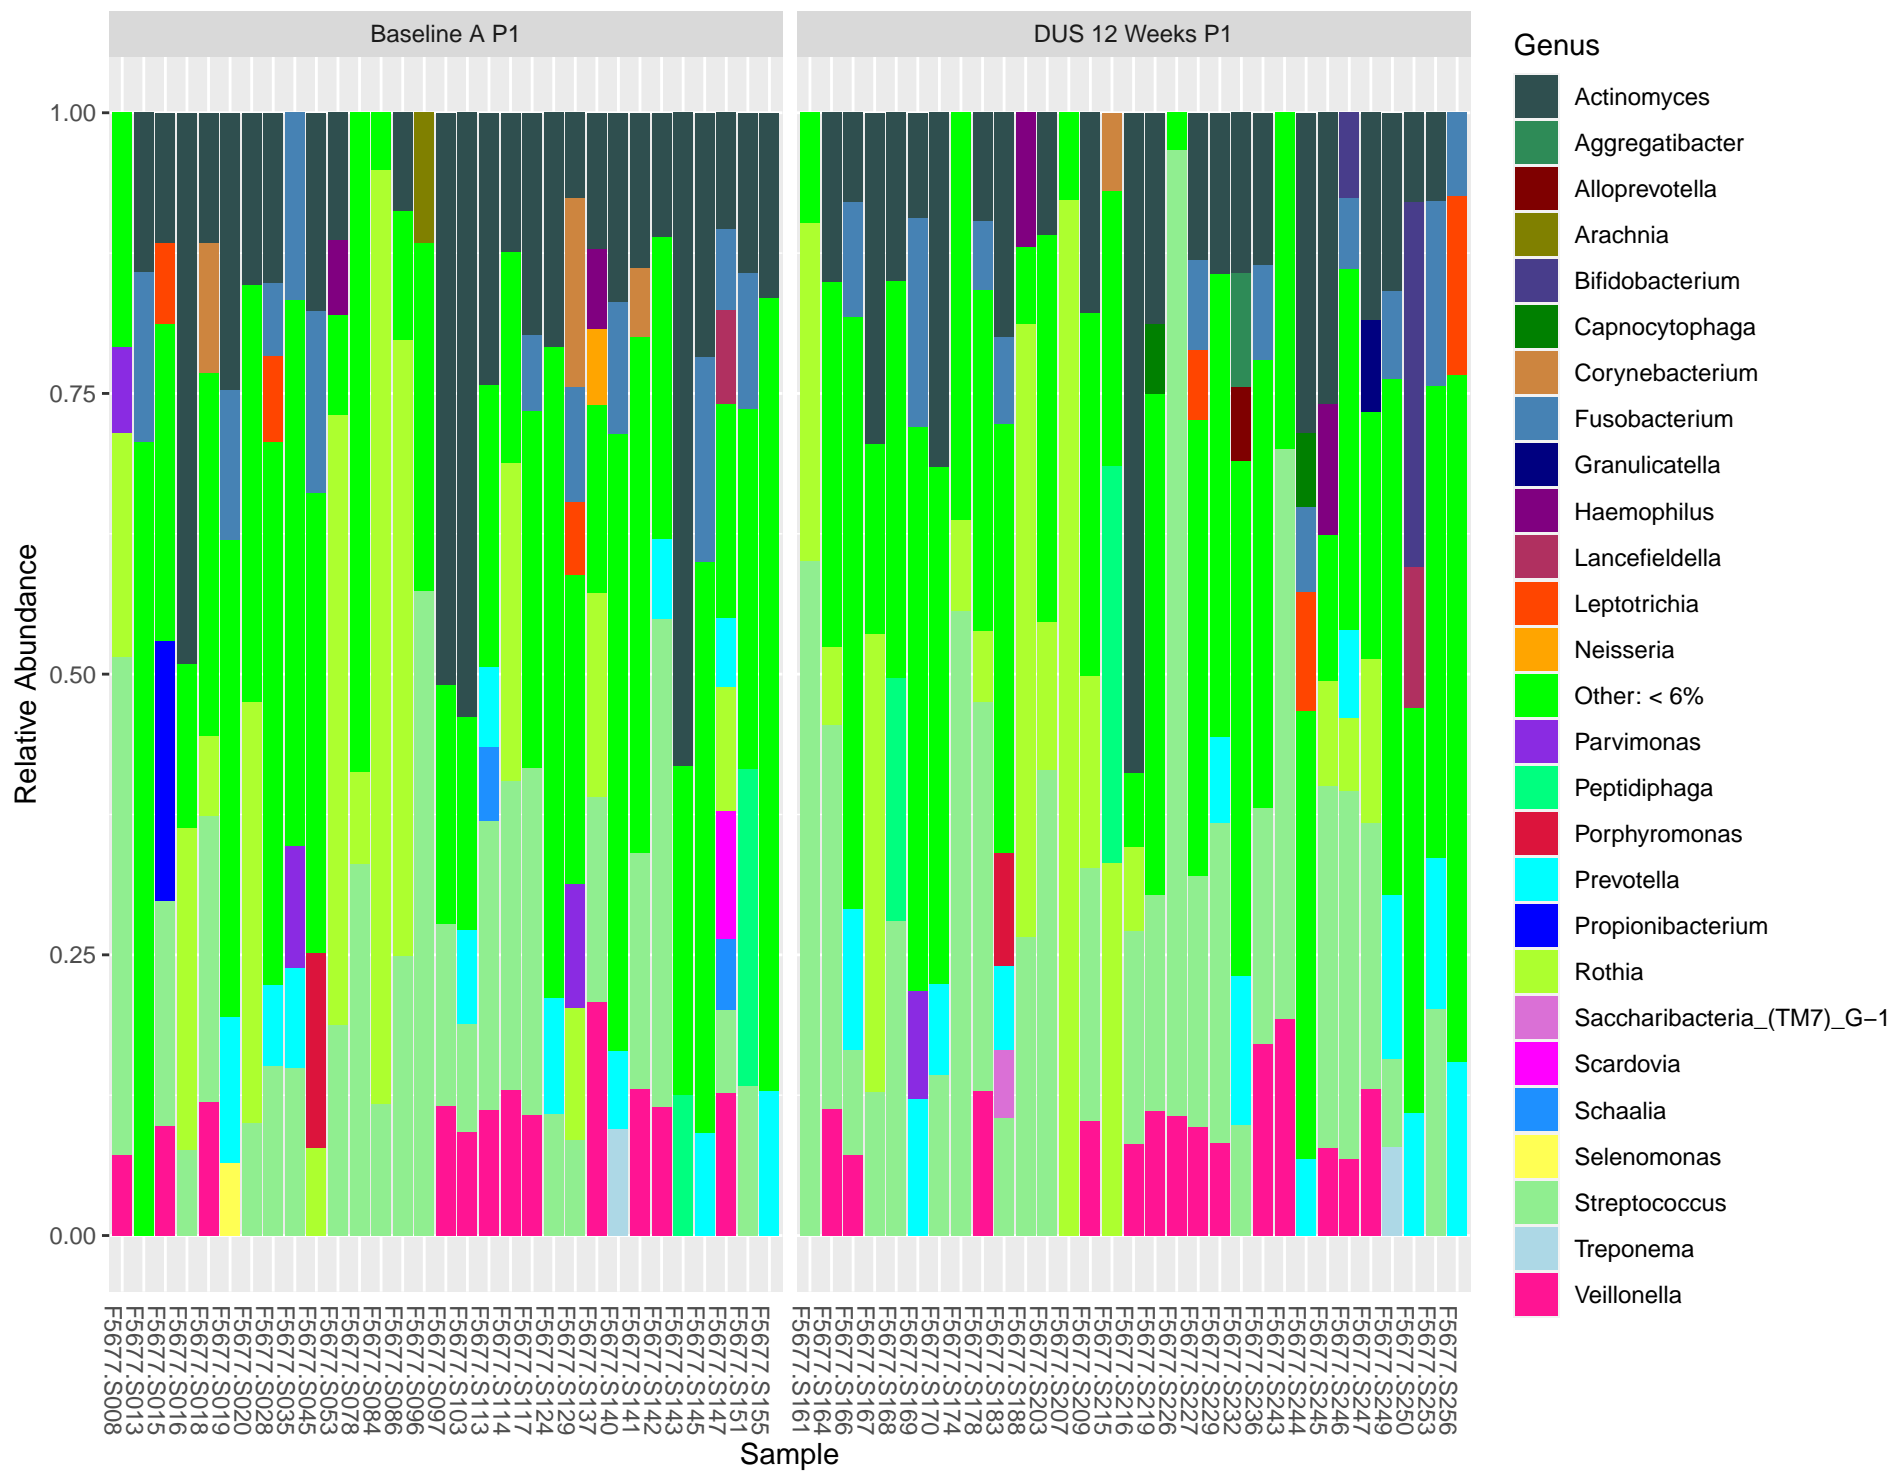 Baseline A P1
DUS 12 Weeks P1
Relative Abundance
1.00
0.75
0.50
0.25
0.00
F5677.S008
F5677.S013
F5677.S015
F5677.S016
F5677.S018
F5677.S019
F5677.S020
F5677.S028
F5677.S035
F5677.S045
F5677.S053
F5677.S078
F5677.S084
F5677.S086
F5677.S096
F5677.S097
F5677.S103
F5677.S113
F5677.S114
F5677.S117
F5677.S124
F5677.S129
F5677.S137
F5677.S140
F5677.S141
F5677.S142
F5677.S143
F5677.S145
F5677.S147
F5677.S151
F5677.S155
F5677.S161
F5677.S164
F5677.S166
F5677.S167
F5677.S168
F5677.S169
F5677.S170
F5677.S174
F5677.S178
F5677.S183
F5677.S188
F5677.S203
F5677.S207
F5677.S209
F5677.S215
F5677.S216
F5677.S219
F5677.S226
F5677.S227
F5677.S229
F5677.S232
F5677.S236
F5677.S243
F5677.S244
F5677.S245
F5677.S246
F5677.S247
F5677.S249
F5677.S250
F5677.S253
F5677.S256
Sample
Genus
Actinomyces
Aggregatibacter
Alloprevotella
Arachnia
Bifidobacterium
Capnocytophaga
Corynebacterium
Fusobacterium
Granulicatella
Haemophilus
Lancefieldella
Leptotrichia
Neisseria
Other: < 6%
Parvimonas
Peptidiphaga
Porphyromonas
Prevotella
Propionibacterium
Rothia
Saccharibacteria_(TM7)_G−1
Scardovia
Schaalia
Selenomonas
Streptococcus
Treponema
Veillonella